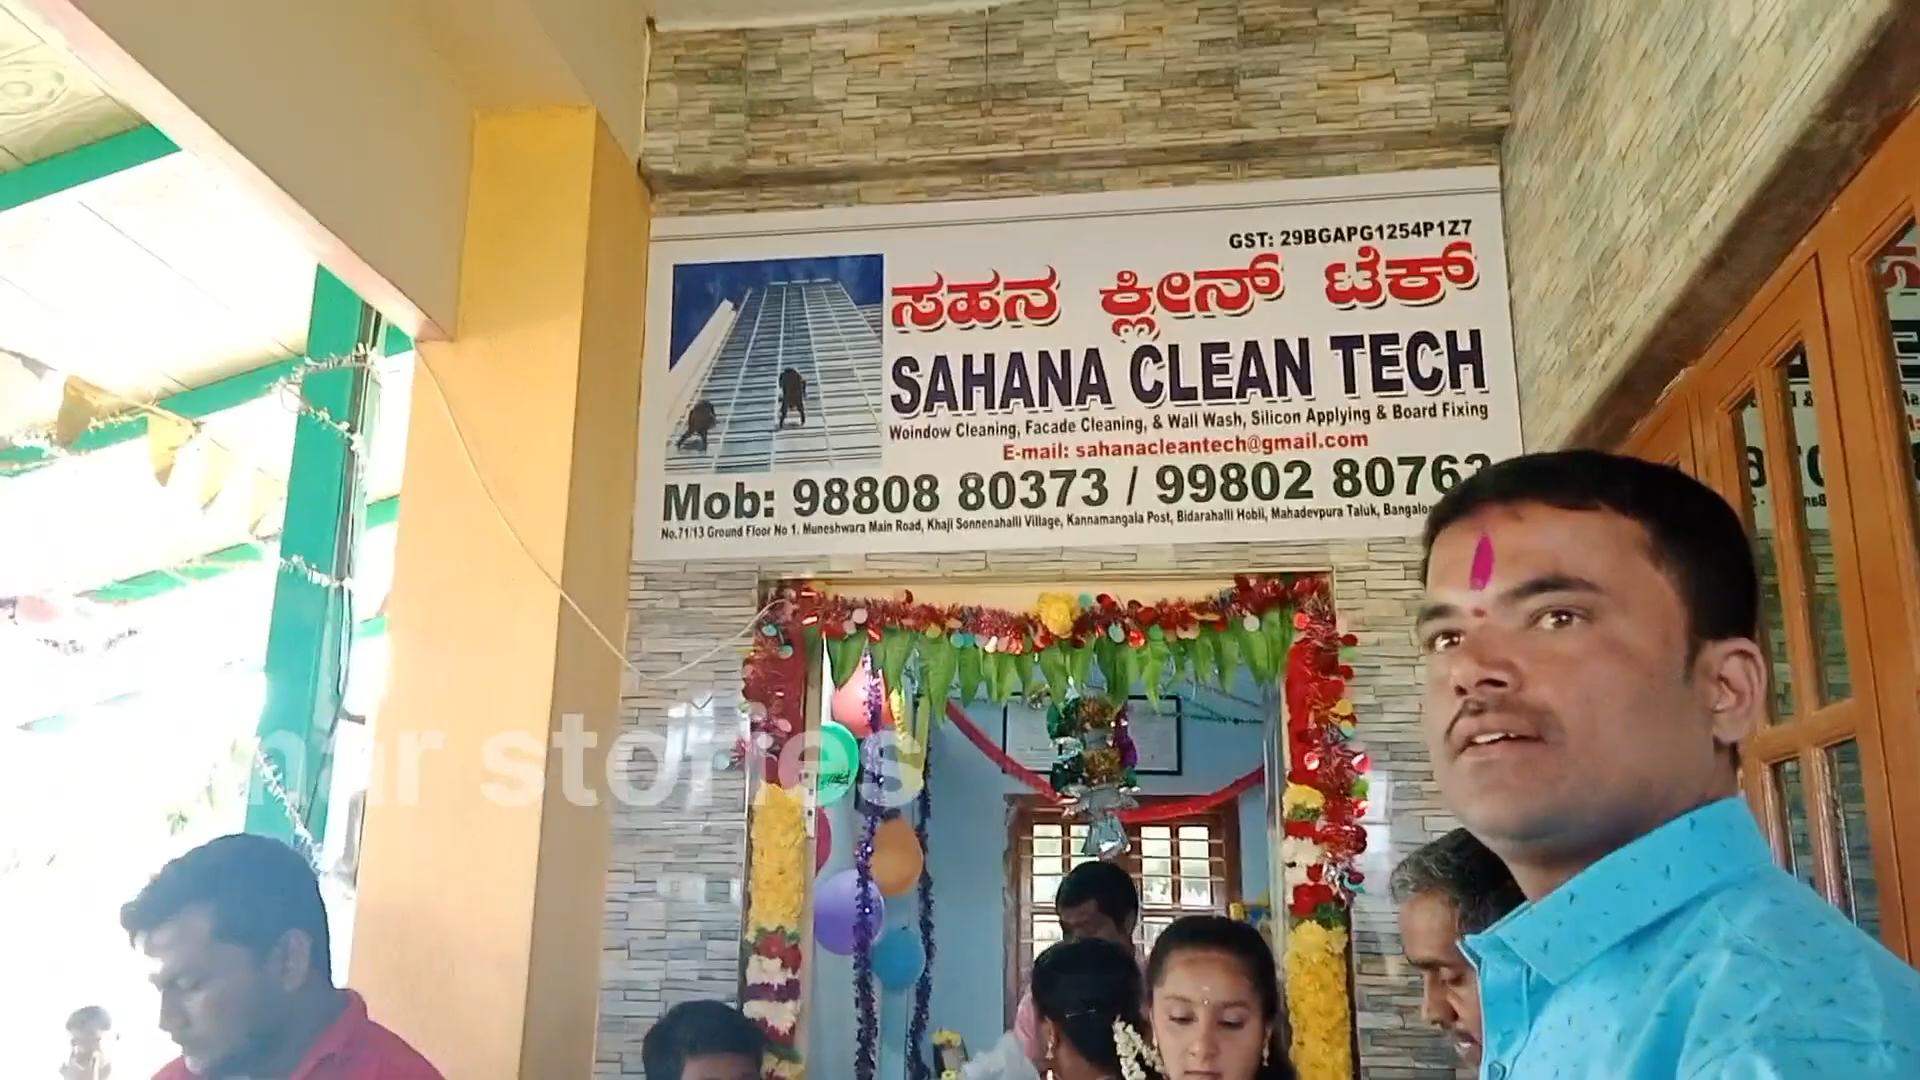 GST: 29BGAPG1254P1Z7
ಸಹನ ಕ್ಲೀನ್ ಟೆಕ್
SAHANA CLEAN TECH
Woindow Cleaning, Facade Cleaning, & Wall Wash, Silicon Applying & Board Fixing
E-mail: sahanacleantech@gmail.com
Mob: 98808 80373 / 99802 80763
No.71/13 Ground Floor No 1. Muneshwara Main Road, Khaji Sonnenahalli Village, Kannamangala Post, Bidarahalli Hobli, Mahadevpura Taluk,
stories